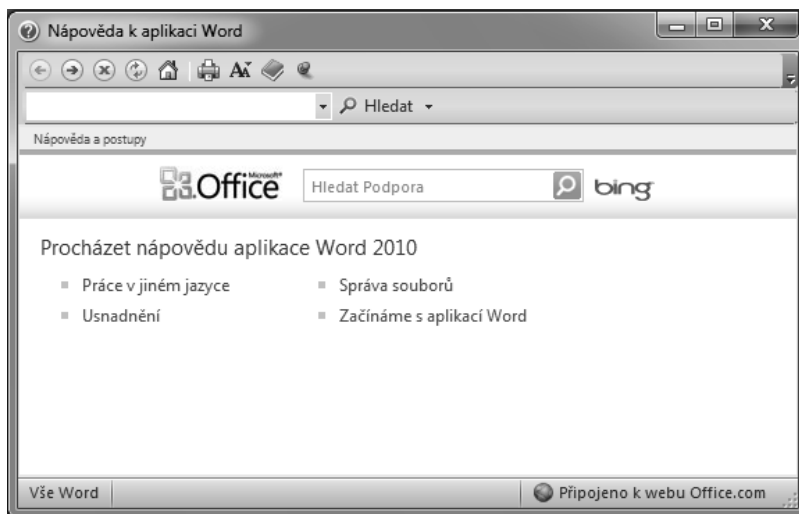 Nápověda k aplikaci Word
Hledat
Nápověda a postupy
Microsoft Office Hledat Podpora bing
Procházet nápovědu aplikace Word 2010
Práce v jiném jazyce Správa souborů
Usnadnění Začínáme s aplikací Word
Vše Word Připojeno k webu Office.com